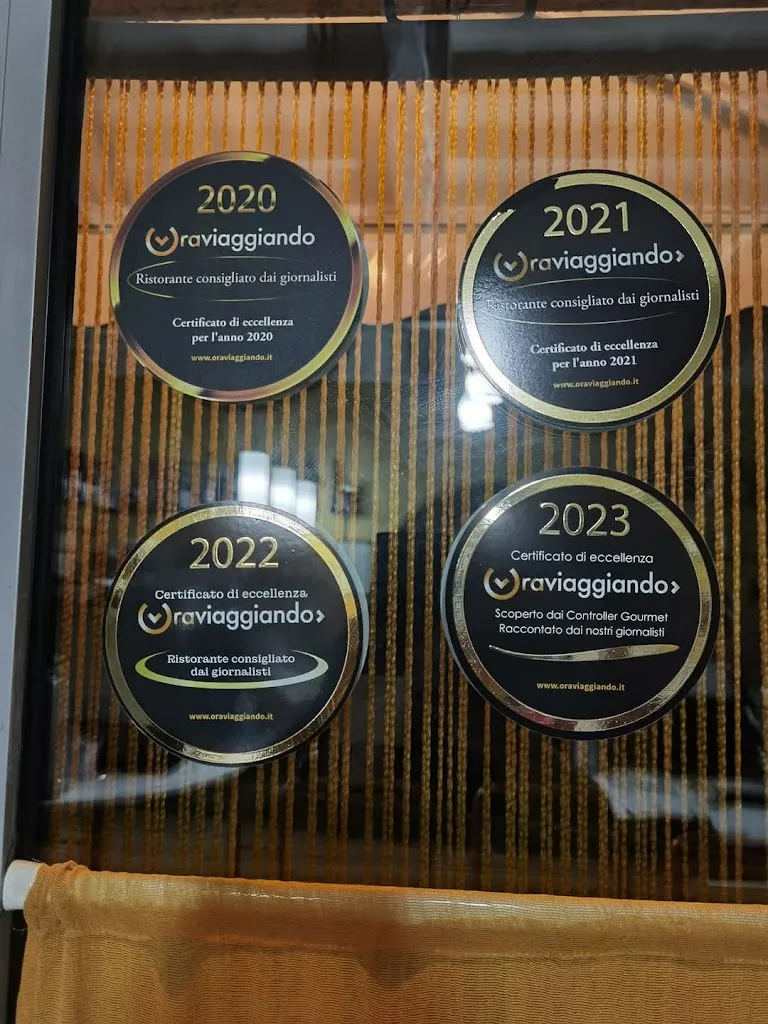 2020
Oraviaggiando
Ristorante consigliato dai giornalisti
Certificato di eccellenza
per l'anno 2020
www.oraviaggiando.it
2021
Oraviaggiando
Ristorante consigliato dai giornalisti
Certificato di eccellenza
per l'anno 2021
www.oraviaggiando.it
2022
Certificato di eccellenza
Oraviaggiando
Ristorante consigliato
dai giornalisti
www.oraviaggiando.it
2023
Certificato di eccellenza
Oraviaggiando
Scoperto dai Controller Gourmet
Raccontato dai nostri giornalisti
www.oraviaggiando.it